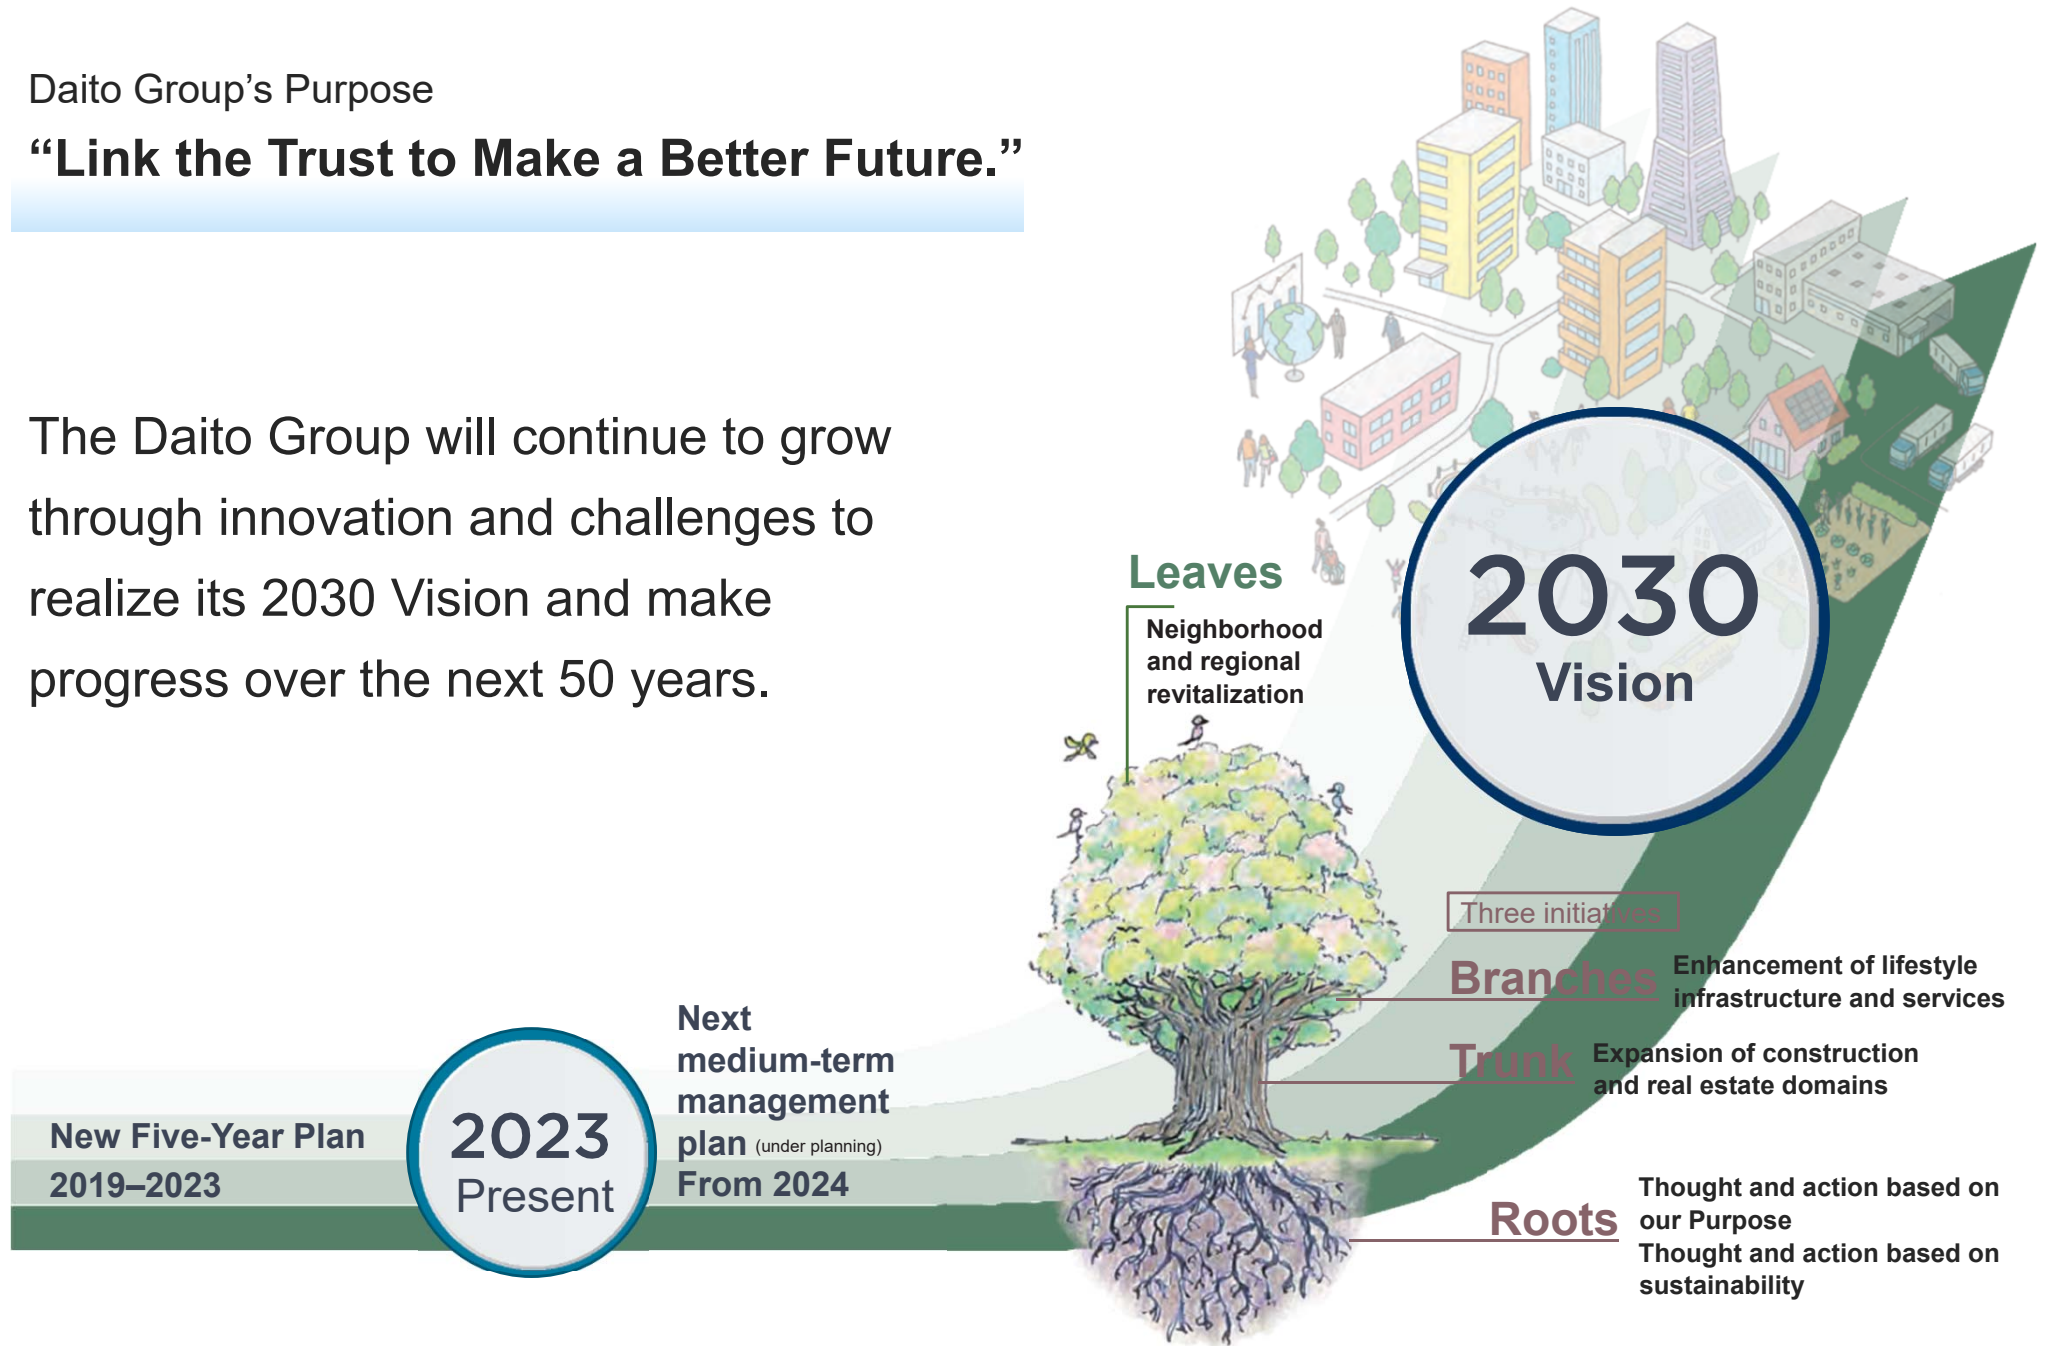 Daito Group’s Purpose
“Link the Trust to Make a Better Future.”
The Daito Group will continue to grow
through innovation and challenges to
realize its 2030 Vision and make
progress over the next 50 years.
Leaves
Neighborhood
and regional
revitalization
2030
Vision
Three initiatives
Branches
Enhancement of lifestyle
infrastructure and services
Trunk
Expansion of construction
and real estate domains
Roots
Thought and action based on
our Purpose
Thought and action based on
sustainability
New Five-Year Plan
2019–2023
2023
Present
Next
medium-term
management
plan (under planning)
From 2024